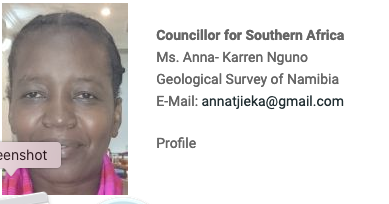 Councillor for Southern Africa
Ms. Anna- Karren Nguno
Geological Survey of Namibia
E-Mail: annatjieka@gmail.com
Profile
eenshot